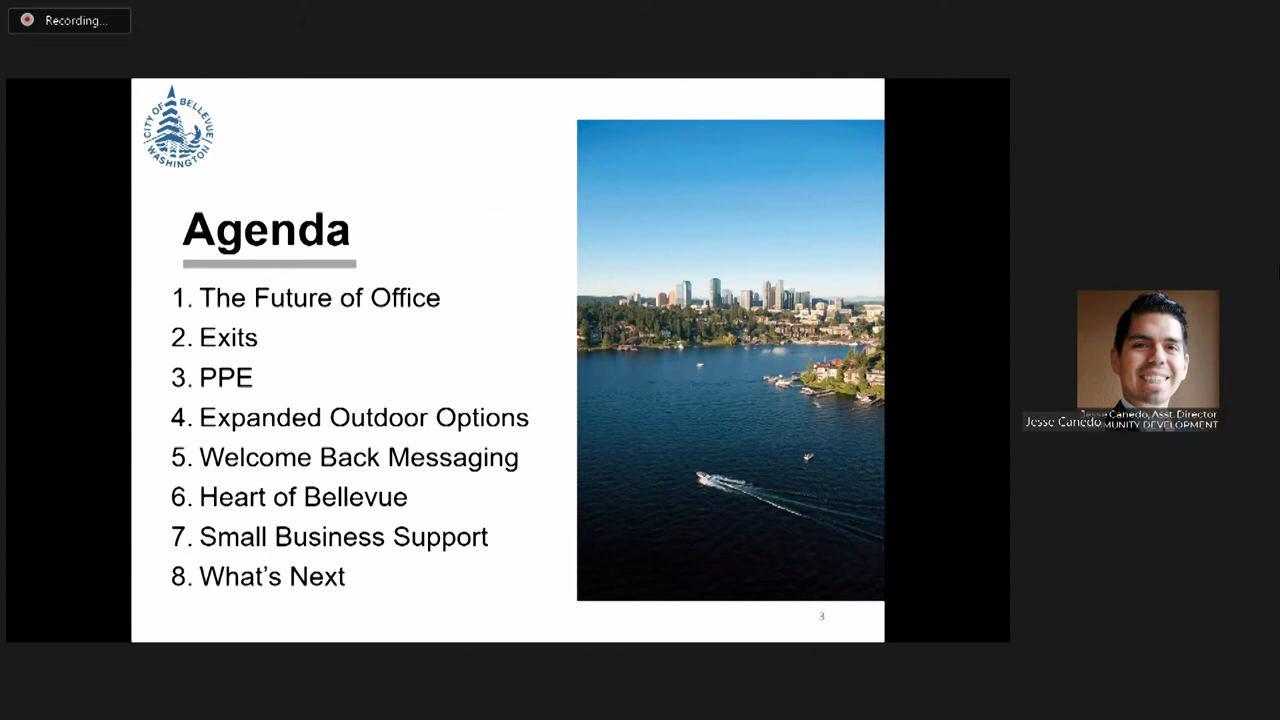 Recording...
CITY OF BELLEVUE
WASHINGTON
Agenda
1. The Future of Office
2. Exits
3. PPE
4. Expanded Outdoor Options
5. Welcome Back Messaging
6. Heart of Bellevue
7. Small Business Support
8. What's Next
3
Jesse Canedo, Asst. Director
Jesse Canedo
MUNITY DEVELOPMENT